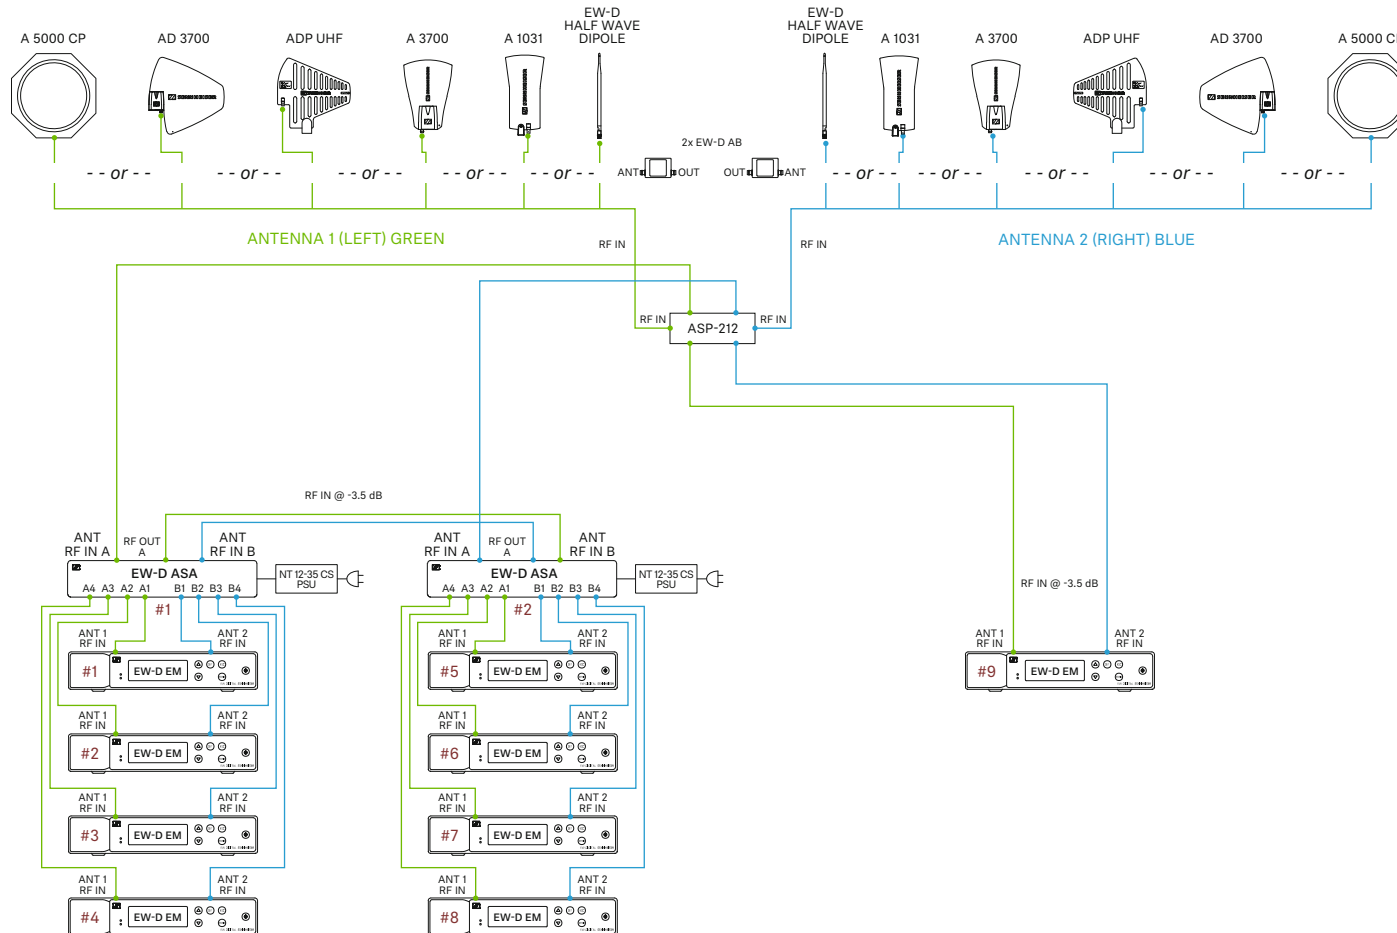 A 5000 CP
AD 3700
ADP UHF
A 3700
A 1031
EW-D
HALF WAVE
DIPOLE
EW-D
HALF WAVE
DIPOLE
A 1031
A 3700
ADP UHF
AD 3700
A 5000 C
2x EW-D AB
ANT
OUT
OUT
ANT
-- or --
-- or --
-- or --
-- or --
-- or --
-- or --
-- or --
-- or --
-- or --
-- or --
ANTENNA 1 (LEFT) GREEN
RF IN
RF IN
ANTENNA 2 (RIGHT) BLUE
RF IN
ASP-212
RF IN
RF IN @ -3.5 dB
ANT
RF IN A
RF OUT
A
ANT
RF IN B
EW-D ASA
A4 A3 A2 A1 B1 B2 B3 B4
#1
NT 12-35 CS
PSU
ANT
RF IN A
RF OUT
A
ANT
RF IN B
EW-D ASA
A4 A3 A2 A1 B1 B2 B3 B4
#2
NT 12-35 CS
PSU
RF IN @ -3.5 dB
ANT 1
RF IN
ANT 2
RF IN
#1
EW-D EM
ANT 1
RF IN
ANT 2
RF IN
#5
EW-D EM
ANT 1
RF IN
ANT 2
RF IN
#9
EW-D EM
ANT 1
RF IN
ANT 2
RF IN
#2
EW-D EM
ANT 1
RF IN
ANT 2
RF IN
#6
EW-D EM
ANT 1
RF IN
ANT 2
RF IN
#3
EW-D EM
ANT 1
RF IN
ANT 2
RF IN
#7
EW-D EM
ANT 1
RF IN
ANT 2
RF IN
#4
EW-D EM
ANT 1
RF IN
ANT 2
RF IN
#8
EW-D EM